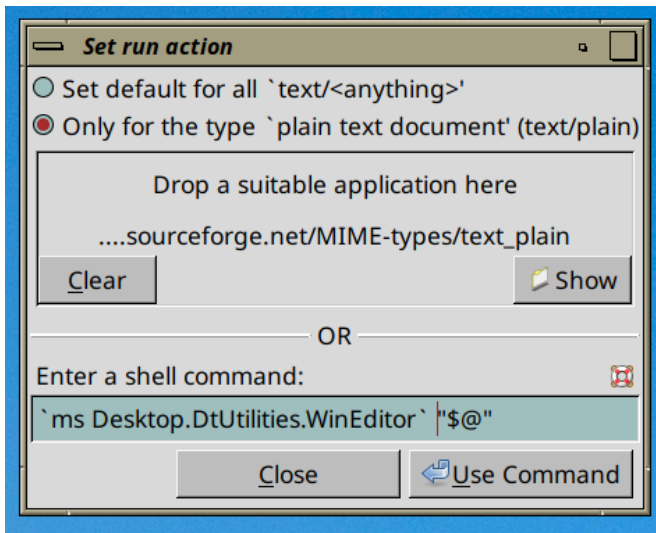 Set run action
Set default for all `text/<anything>'
Only for the type `plain text document' (text/plain)
Drop a suitable application here
....sourceforge.net/MIME-types/text_plain
Clear
Show
OR
Enter a shell command:
`ms Desktop.DtUtilities.WinEditor` "$@"
Close
Use Command